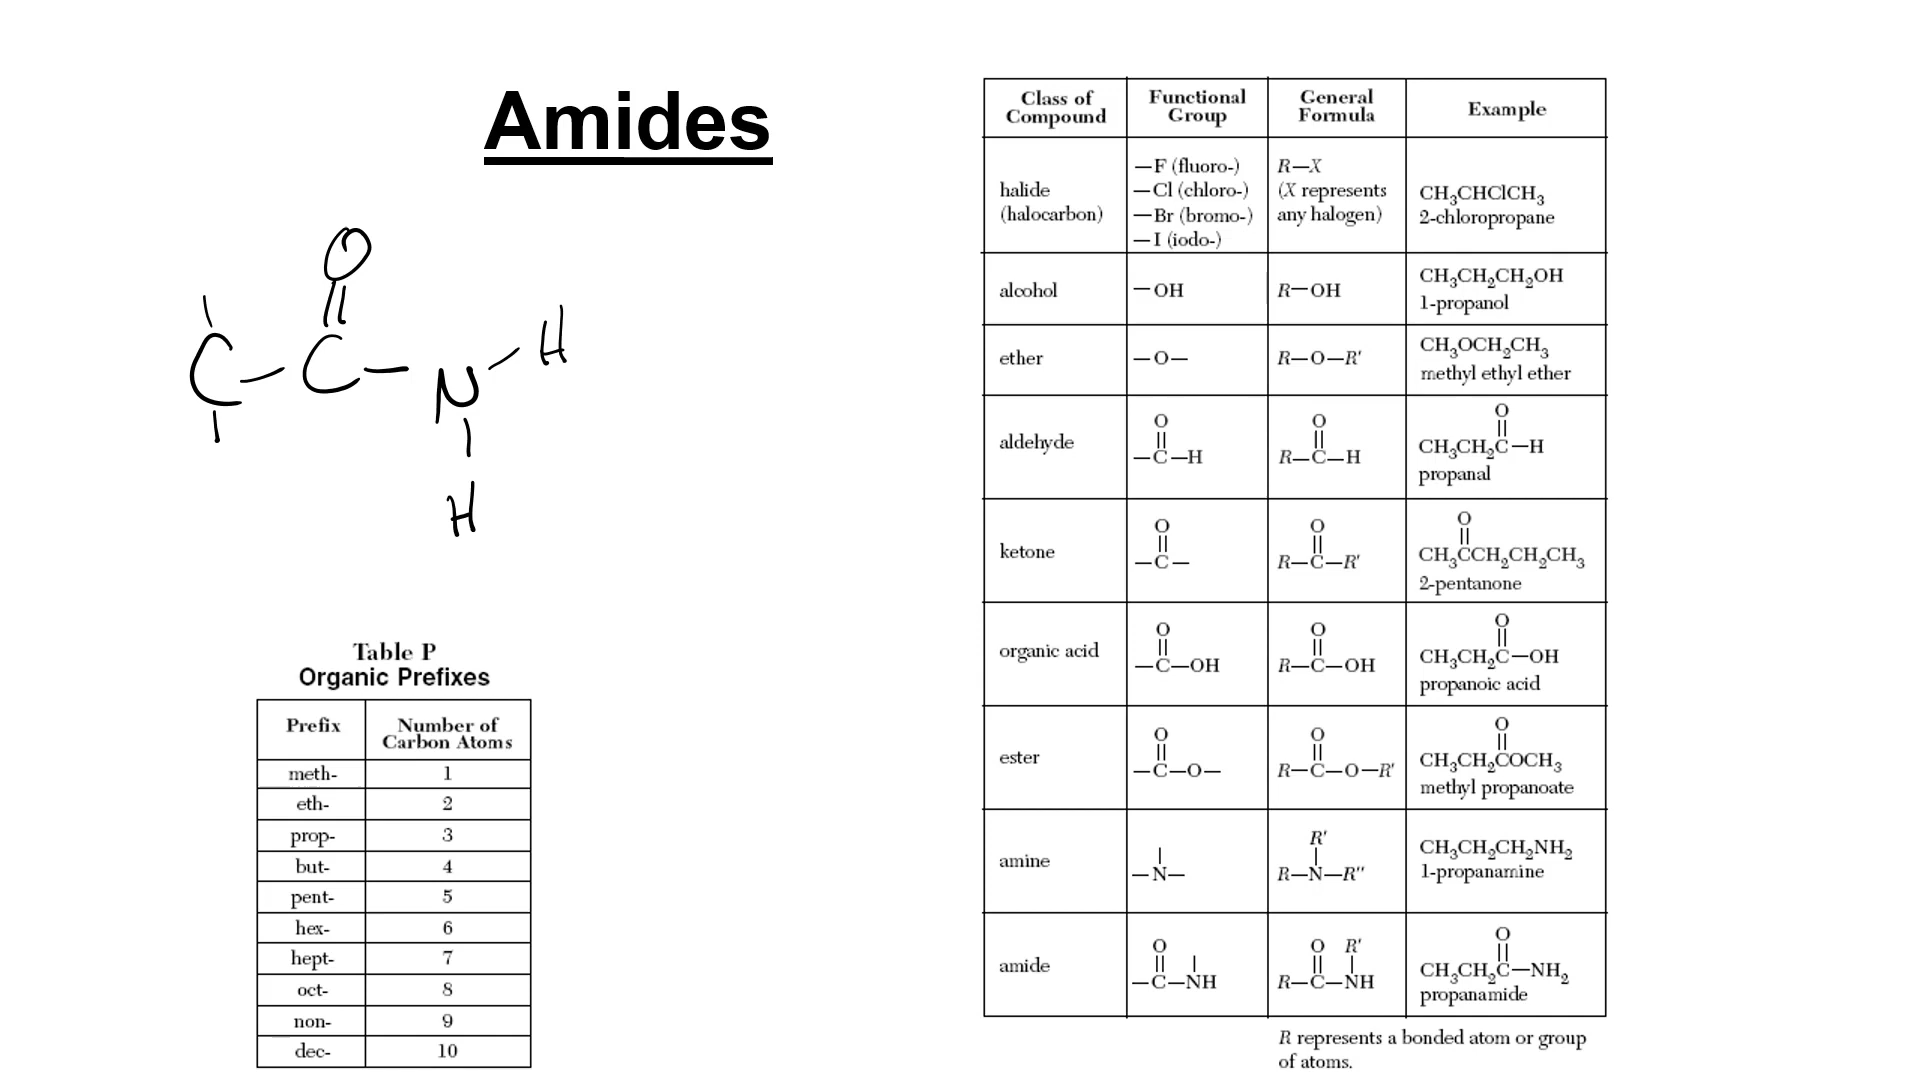 Amides
O
C – C – N – H
H
Table P
Organic Prefixes
Prefix Number of Carbon Atoms
meth- 1
eth- 2
prop- 3
but- 4
pent- 5
hex- 6
hept- 7
oct- 8
non- 9
dec- 10
Class of Compound Functional Group General Formula Example
halide (halocarbon)
—F (fluoro-)
—Cl (chloro-)
—Br (bromo-)
—I (iodo-)
R—X
(X represents
any halogen)
CH₃CHClCH₃
2-chloropropane
alcohol
—OH
R—OH
CH₃CH₂CH₂OH
1-propanol
ether
—O—
R—O—R′
CH₃OCH₂CH₃
methyl ethyl ether
aldehyde
O
—C—H
O
R—C—H
O
CH₃CH₂C—H
propanal
ketone
O
—C—
O
R—C—R′
O
CH₃CCH₂CH₂CH₃
2-pentanone
organic acid
O
—C—OH
O
R—C—OH
O
CH₃CH₂C—OH
propanoic acid
ester
O
—C—O—
O
R—C—O—R′
O
CH₃CH₂COCH₃
methyl propanoate
amine
—N—
R′
R—N—R″
CH₃CH₂CH₂NH₂
1-propanamine
amide
O
—C—NH
O R′
R—C—NH
O
CH₃CH₂C—NH₂
propanamide
R represents a bonded atom or group
of atoms.